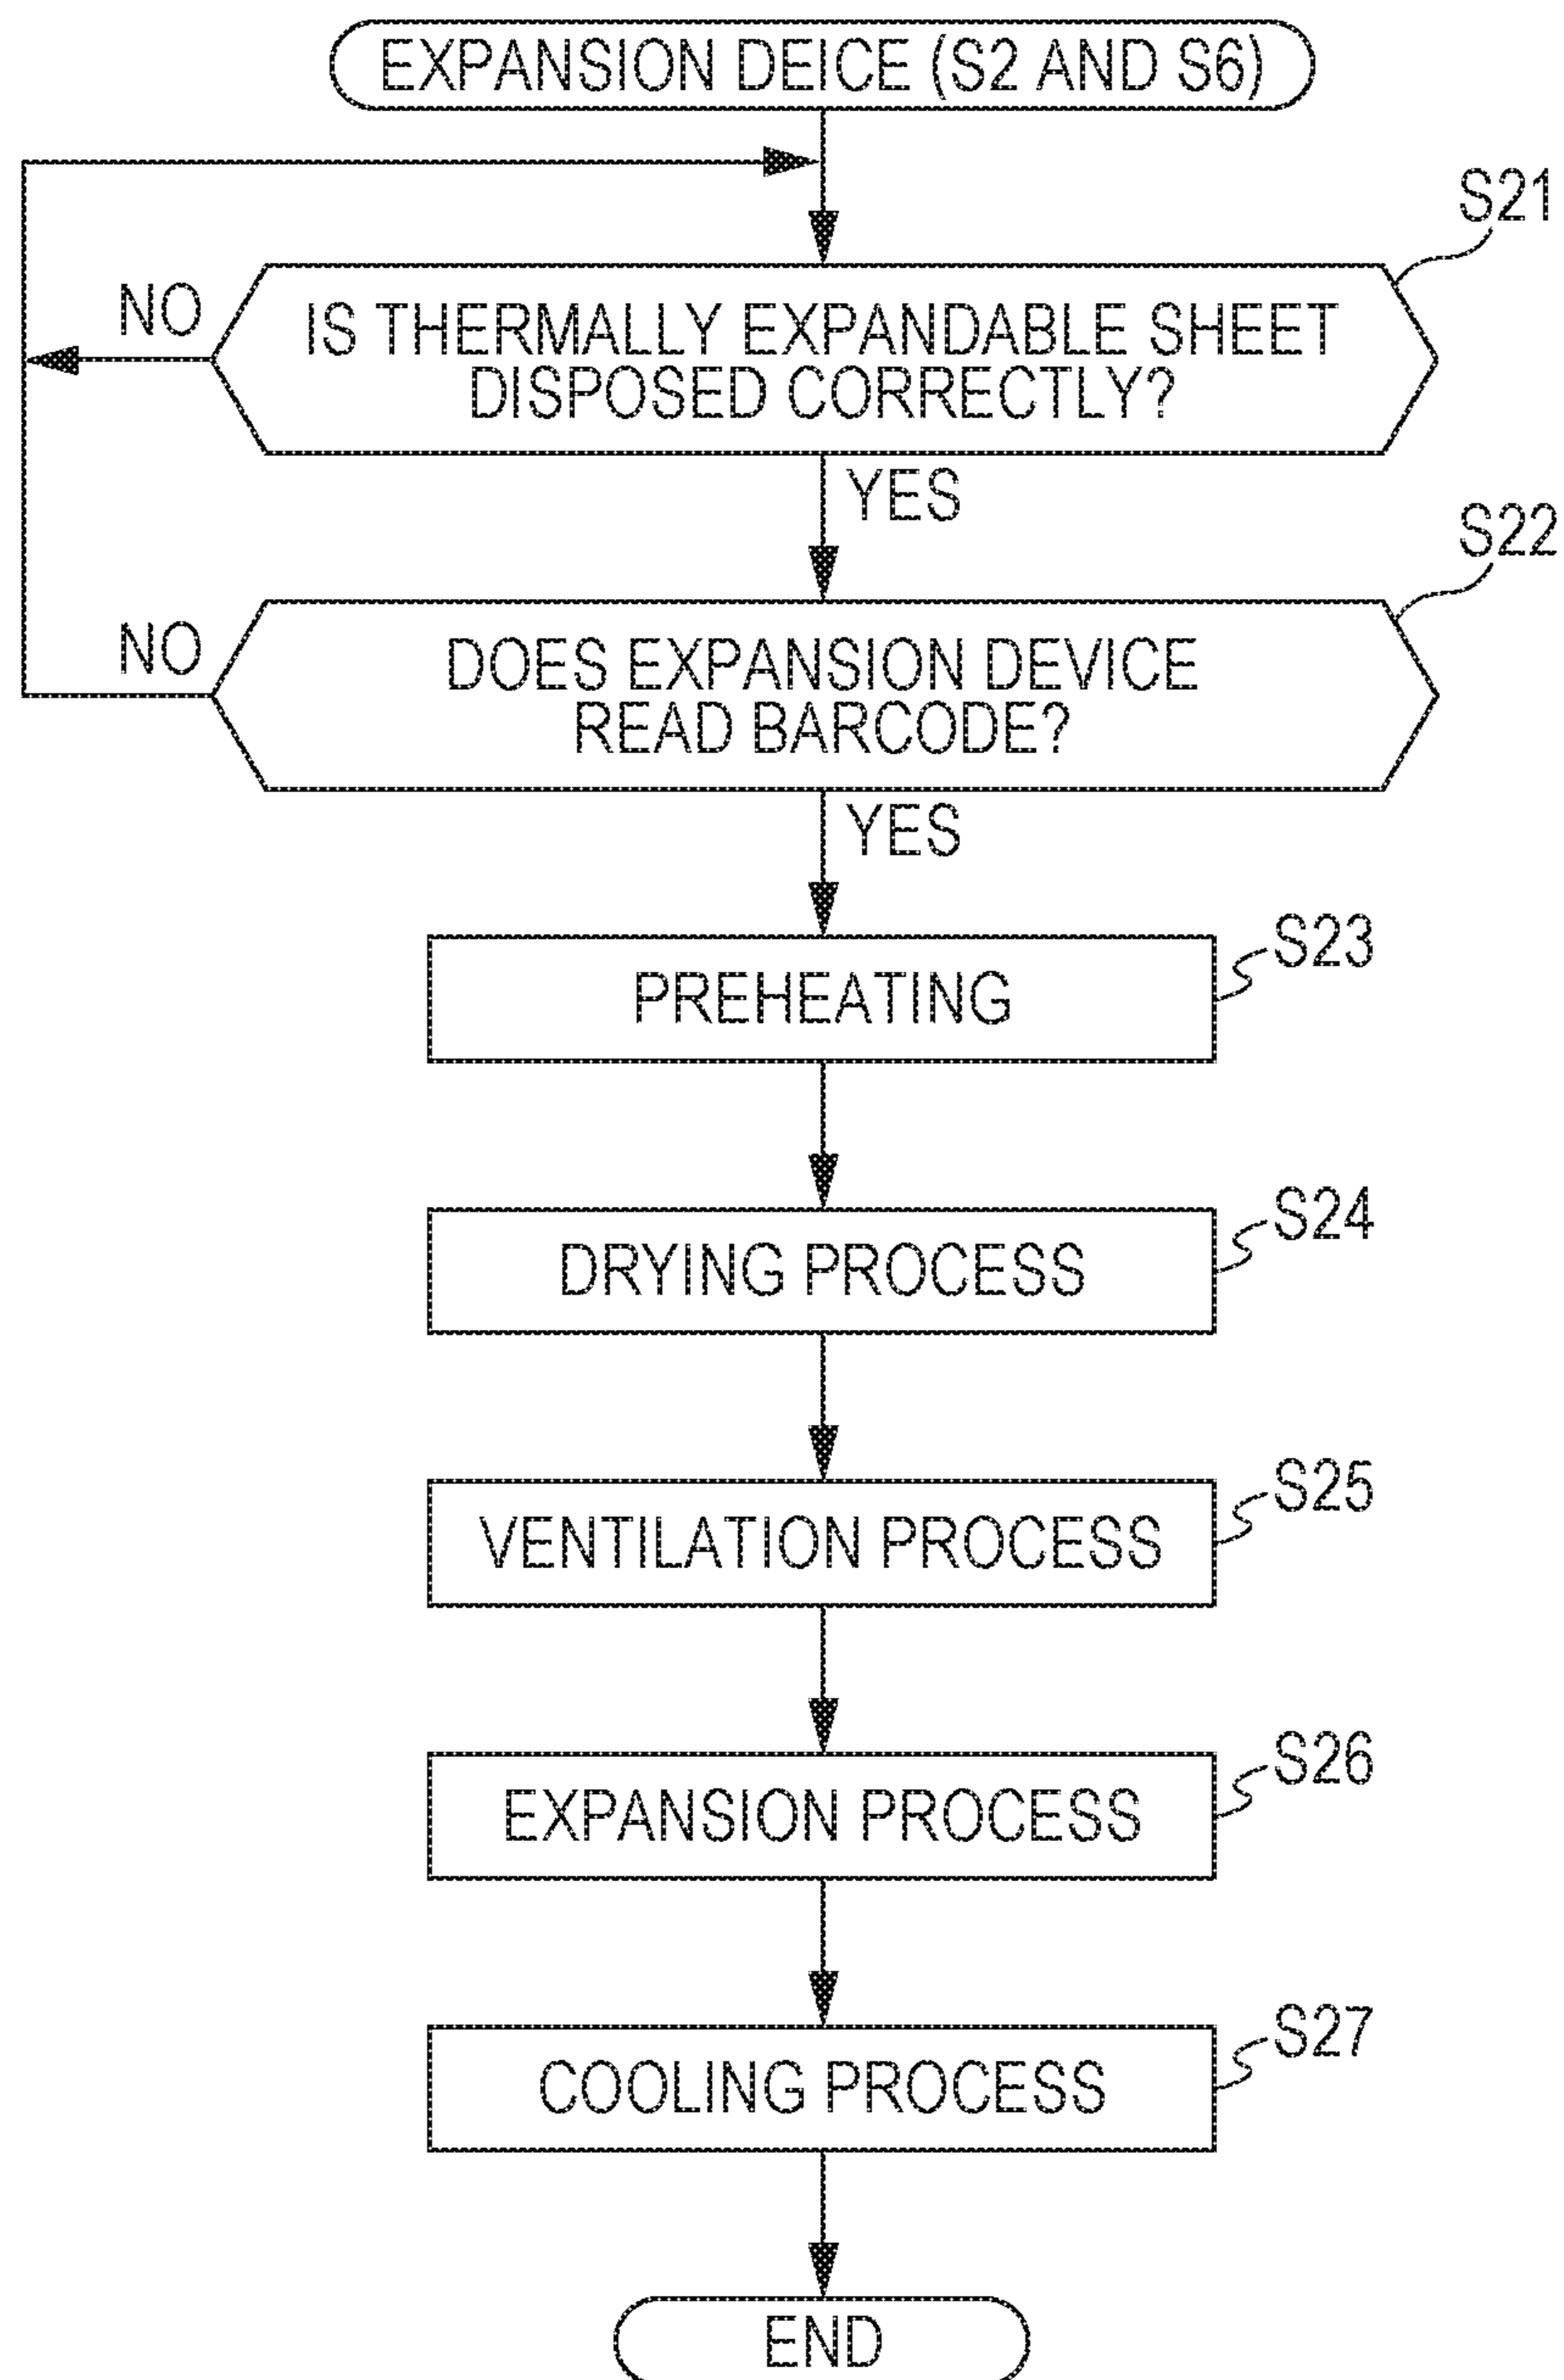 EXPANSION DEICE (S2 AND S6)
S21
NO
IS THERMALLY EXPANDABLE SHEET
DISPOSED CORRECTLY?
YES
S22
NO
DOES EXPANSION DEVICE
READ BARCODE?
YES
S23
PREHEATING
S24
DRYING PROCESS
S25
VENTILATION PROCESS
S26
EXPANSION PROCESS
S27
COOLING PROCESS
END